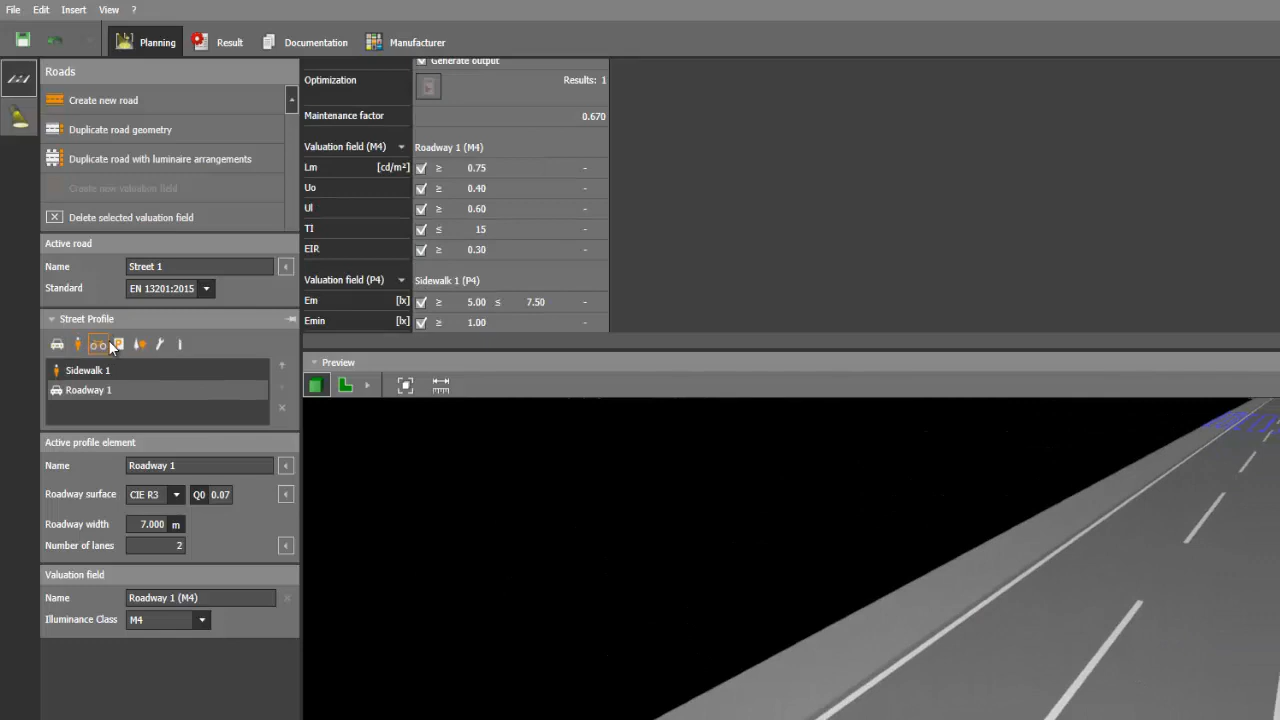 File Edit Insert View ?
Planning Result Documentation Manufacturer
Roads
Create new road
Duplicate road geometry
Duplicate road with luminaire arrangements
Create new valuation field
Delete selected valuation field
Active road
Name Street 1
Standard EN 13201:2015
Street Profile
P
Sidewalk 1
Roadway 1
Active profile element
Name Roadway 1
Roadway surface CIE R3 Q0 0.07
Roadway width 7.000 m
Number of lanes 2
Valuation field
Name Roadway 1 (M4)
Illuminance Class M4
Generate output
Optimization Results: 1
Maintenance factor 0.670
Valuation field (M4) Roadway 1 (M4)
Lm [cd/m²] ≥ 0.75 -
Uo ≥ 0.40 -
Ul ≥ 0.60 -
TI ≤ 15 -
EIR ≥ 0.30 -
Valuation field (P4) Sidewalk 1 (P4)
Em [lx] ≥ 5.00 ≤ 7.50 -
Emin [lx] ≥ 1.00 -
Preview